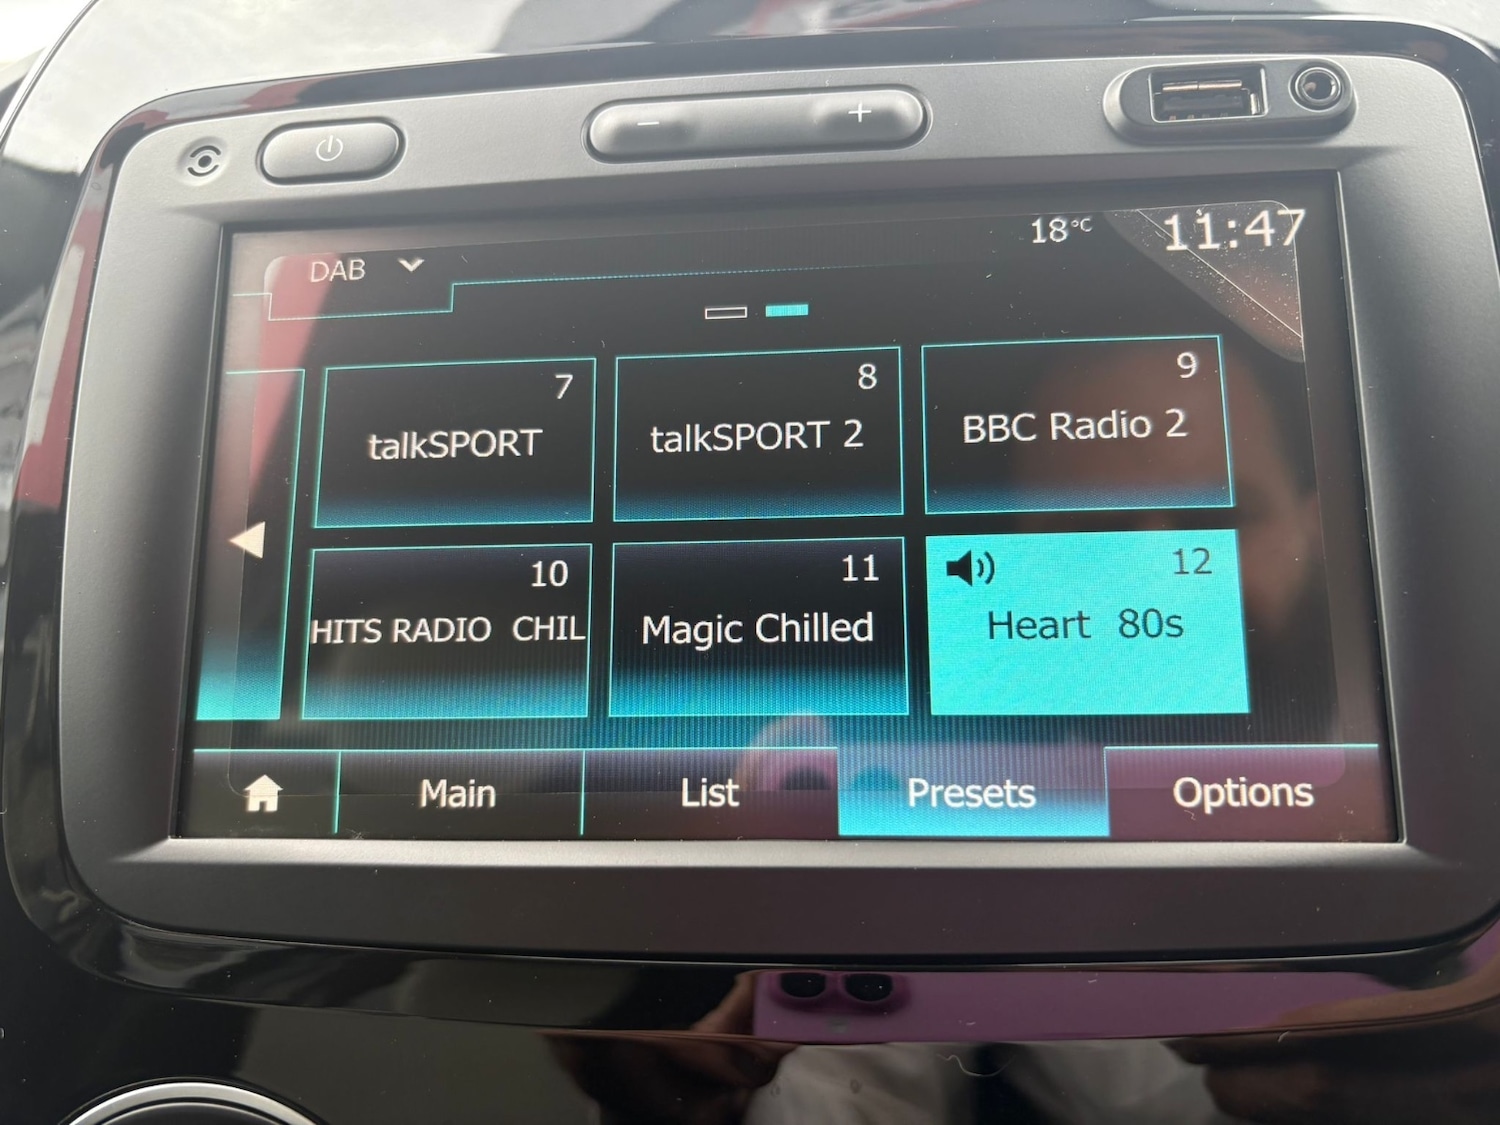 18°C 11:47
DAB
7 8 9
talkSPORT talkSPORT 2 BBC Radio 2
10 11 12
HITS RADIO CHIL Magic Chilled Heart 80s
Main List Presets Options